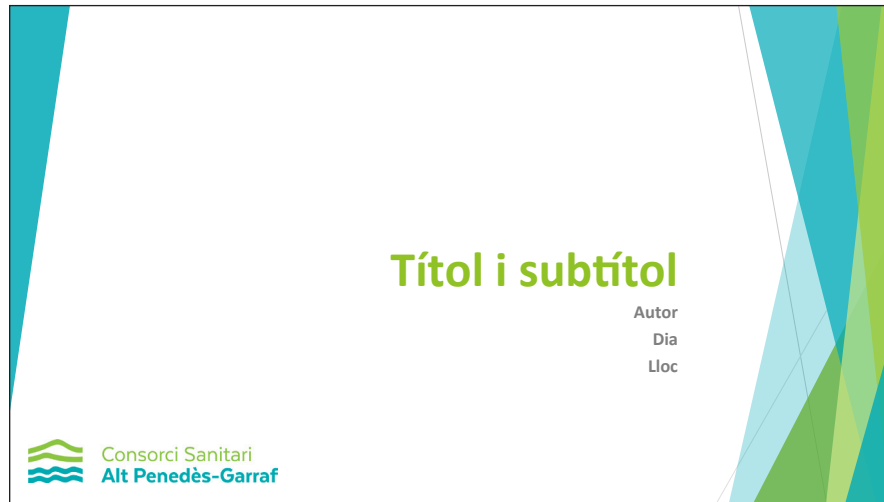 Títol i subtítol
Autor
Dia
Lloc
Consorci Sanitari
Alt Penedès-Garraf